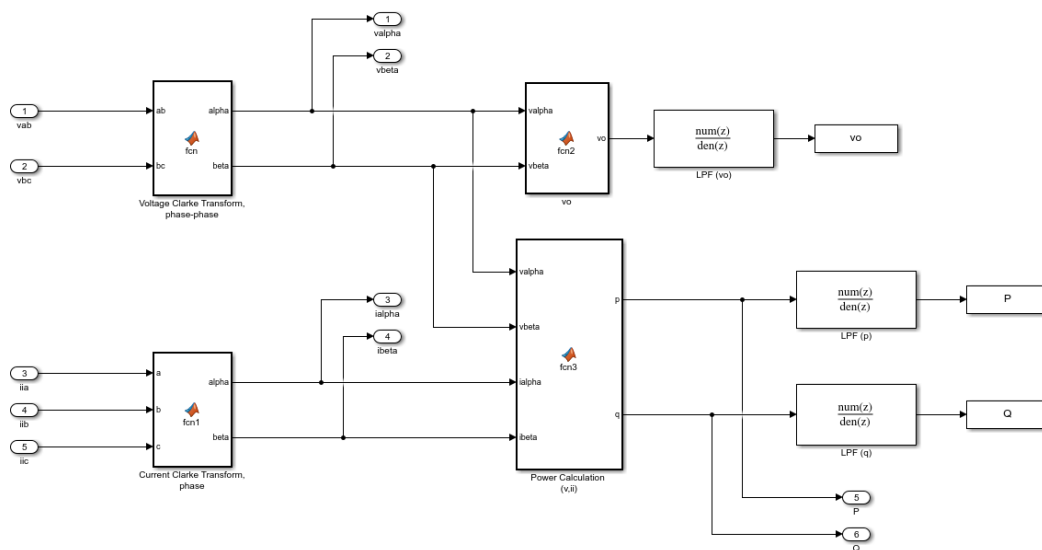 1
valpha
2
vbeta
1
vab
2
vbc
ab
bc
fcn
alpha
beta
Voltage Clarke Transform,
phase-phase
valpha
vbeta
fcn2
vo
vo
num(z)
den(z)
LPF (vo)
vo
3
ialpha
4
ibeta
3
iia
4
iib
5
iic
a
b
c
fcn1
alpha
beta
Current Clarke Transform,
phase
valpha
vbeta
ialpha
ibeta
fcn3
p
q
Power Calculation
(v,ii)
num(z)
den(z)
LPF (p)
P
num(z)
den(z)
LPF (q)
Q
5
P
6
Q